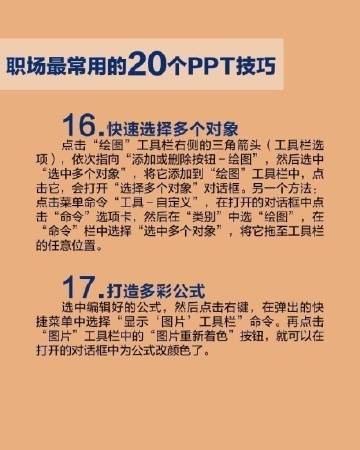 职场最常用的20个PPT技巧
16.快速选择多个对象
点击“绘图”工具栏右侧的三角箭头（工具栏选
项），依次指向“添加或删除按钮-绘图”，然后选中
“选中多个对象”，将它添加到“绘图”工具栏中，点
击它，会打开“选择多个对象”对话框。另一个方法：
点击菜单命令“工具-自定义”，在打开的对话框中点
击“命令”选项卡，然后在“类别”中选“绘图”，在
“命令”栏中选择“选中多个对象”，将它拖至工具栏
的任意位置。
17.打造多彩公式
选中编辑好的公式，然后点击右键，在弹出的快
捷菜单中选择“显示‘图片’工具栏”命令。再点击
“图片”工具栏中的“图片重新着色”按钮，就可以在
打开的对话框中为公式改颜色了。